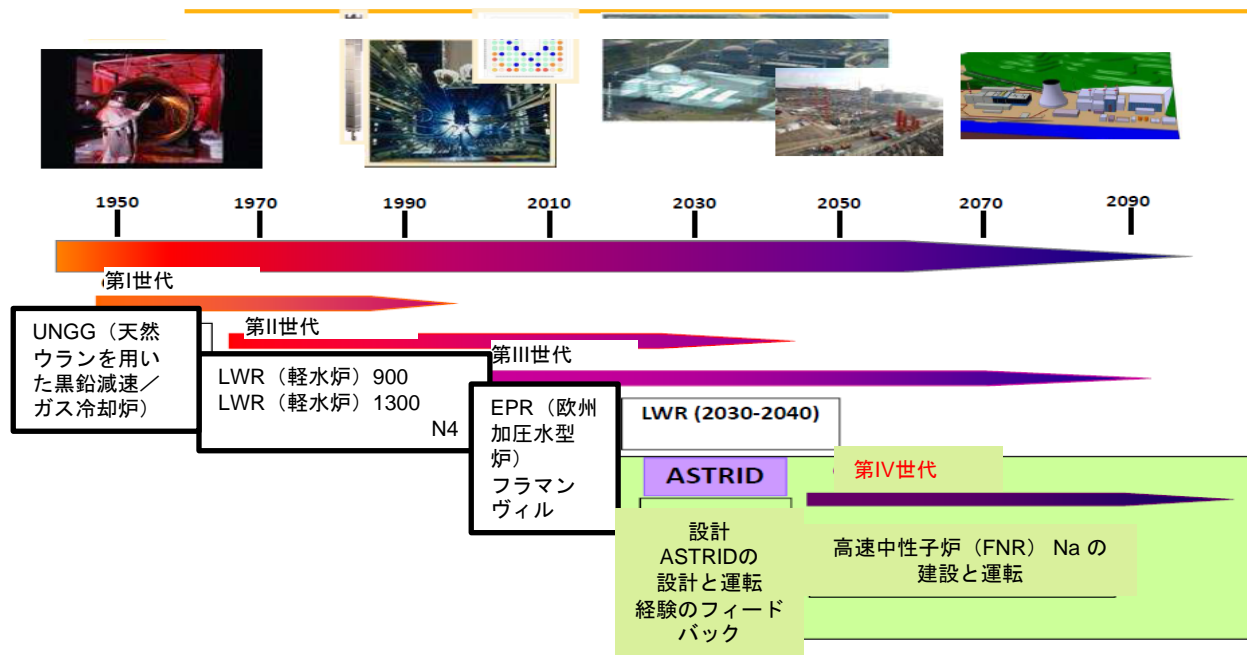 1950
1970
1990
2010
2030
2050
2070
2090
第I世代
UNGG（天然
ウランを用い
た黒鉛減速／
ガス冷却炉）
第II世代
LWR（軽水炉）900
LWR（軽水炉）1300
N4
第III世代
EPR（欧州
加圧水型
炉）
フラマン
ヴィル
LWR (2030-2040)
ASTRID
設計
ASTRIDの
設計と運転
経験のフィード
バック
第IV世代
高速中性子炉（FNR） Na の
建設と運転